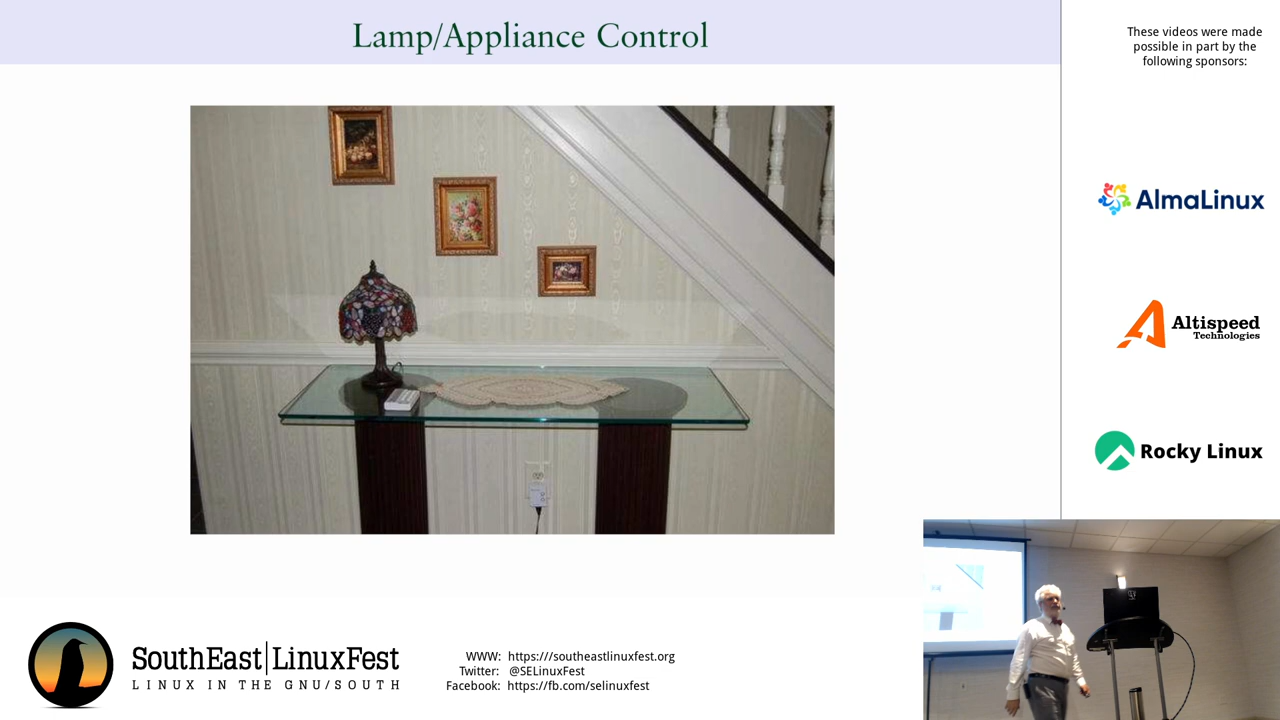 Lamp/Appliance Control
These videos were made
possible in part by the
following sponsors:
AlmaLinux
Altispeed
Technologies
Rocky Linux
SouthEast|LinuxFest
LINUX IN THE GNU/SOUTH
WWW: https:///southeastlinuxfest.org
Twitter: @SELinuxFest
Facebook: https://fb.com/selinuxfest